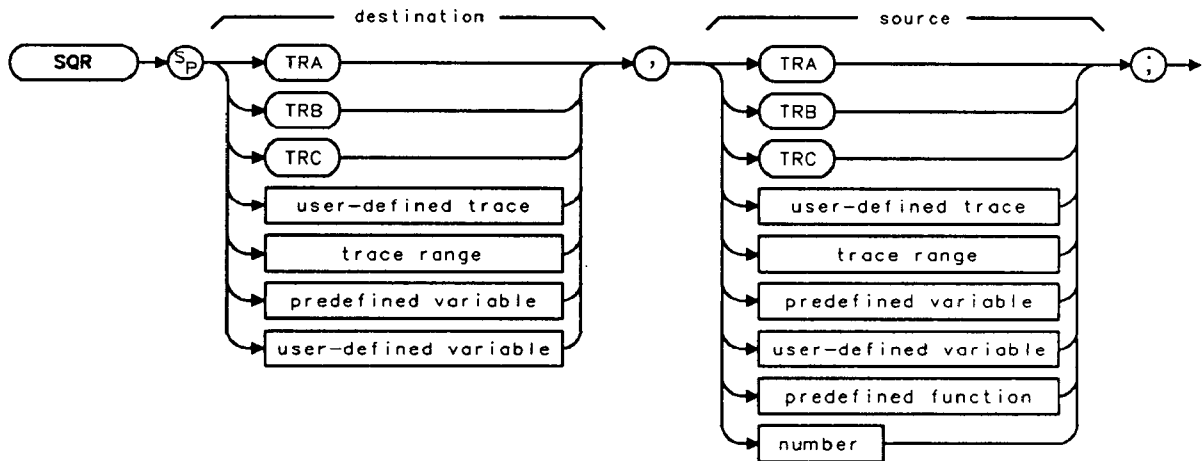 destination
source
SQR
SP
TRA
TRB
TRC
user-defined trace
trace range
predefined variable
user-defined variable
,
TRA
TRB
TRC
user-defined trace
trace range
predefined variable
user-defined variable
predefined function
number
;